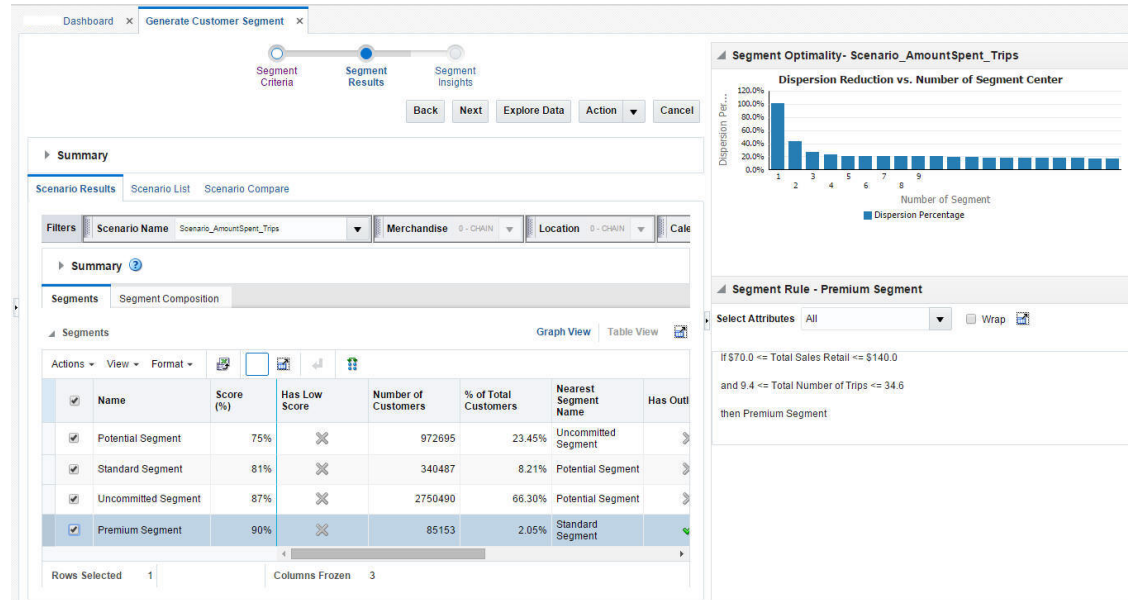 Dashboard × Generate Customer Segment ×
Segment Criteria
Segment Results
Segment Insights
Back Next Explore Data Action Cancel
Summary
Scenario Results Scenario List Scenario Compare
Filters Scenario Name Scenario_AmountSpent_Trips Merchandise 0 - CHAIN Location 0 - CHAIN Cale
Summary ?
Segments Segment Composition
Segments Graph View Table View
Actions View Format
Name Score (%) Has Low Score Number of Customers % of Total Customers Nearest Segment Name Has Outl
Potential Segment 75% 972695 23.45% Uncommitted Segment
Standard Segment 81% 340487 8.21% Potential Segment
Uncommitted Segment 87% 2750490 66.30% Potential Segment
Premium Segment 90% 85153 2.05% Standard Segment
Rows Selected 1 Columns Frozen 3
Segment Optimality- Scenario_AmountSpent_Trips
Dispersion Reduction vs. Number of Segment Center
Dispersion Per...
120.0%
100.0%
80.0%
60.0%
40.0%
20.0%
0.0%
1 2 3 4 5 6 7 8 9
Number of Segment
Dispersion Percentage
Segment Rule - Premium Segment
Select Attributes All Wrap
If $70.0 <= Total Sales Retail <= $140.0
and 9.4 <= Total Number of Trips <= 34.6
then Premium Segment